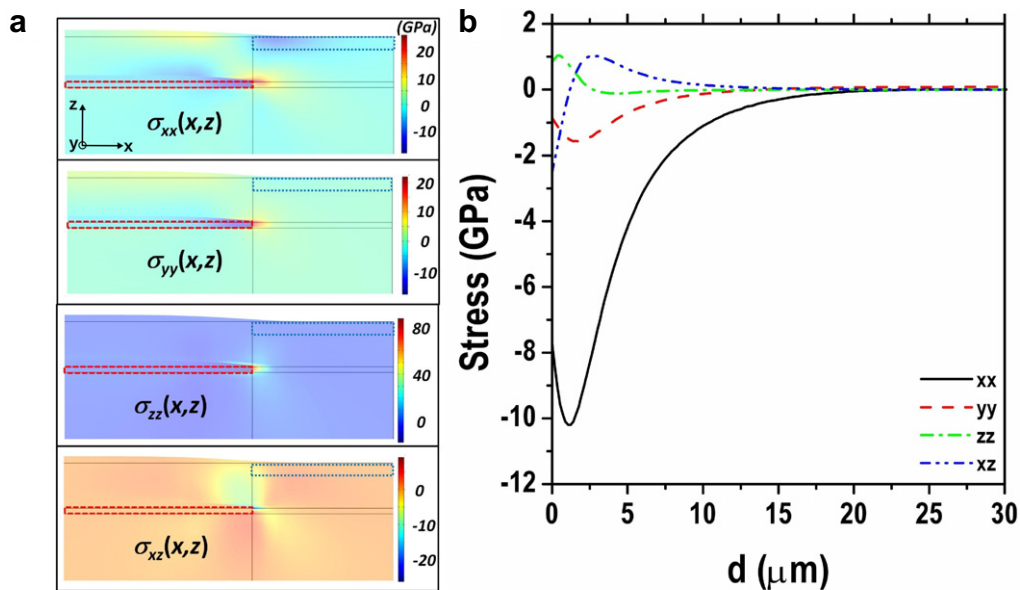 a
(GPa)
20
10
0
-10
z
y
x
σxx(x,z)
20
10
0
-10
σyy(x,z)
80
40
0
σzz(x,z)
0
-10
-20
σxz(x,z)
b
Stress (GPa)
2
0
-2
-4
-6
-8
-10
-12
xx
yy
zz
xz
0 5 10 15 20 25 30
d (μm)